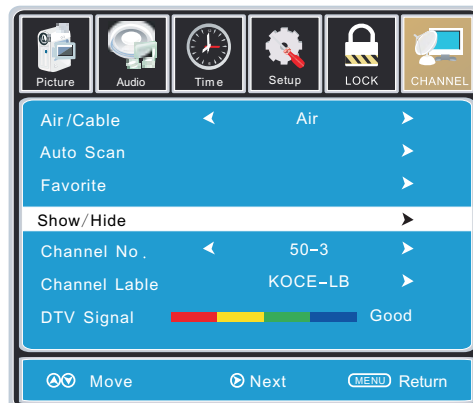 Picture Audio Time Setup LOCK CHANNEL
Air/Cable Air
Auto Scan
Favorite
Show/Hide
Channel No. 50-3
Channel Lable KOCE-LB
DTV Signal Good
Move Next MENU Return